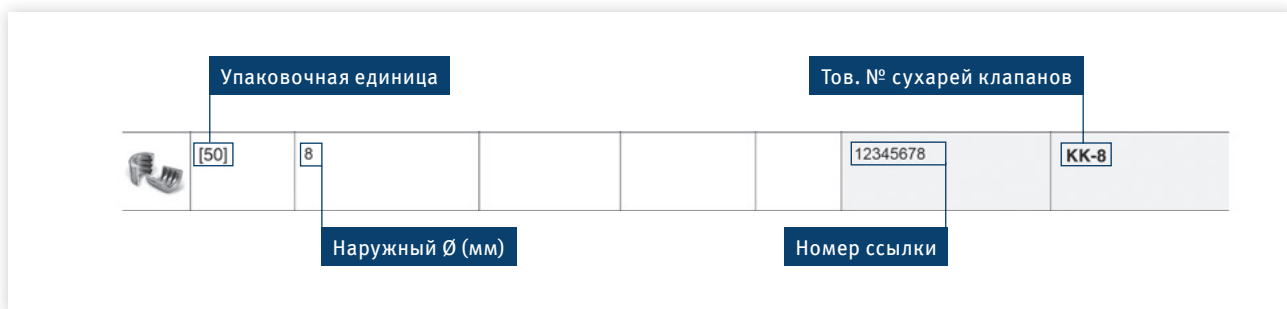 Упаковочная единица
Тов. № сухарей клапанов
[50]
8
12345678
KK-8
Наружный Ø (мм)
Номер ссылки